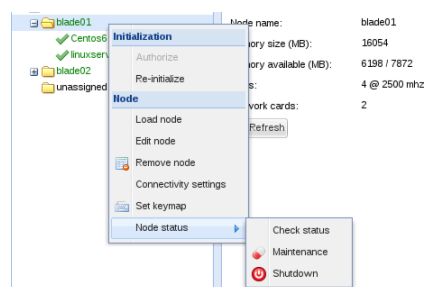 blade01
Centos6
linuxserv
blade02
unassigned
Initialization
Authorize
Re-initialize
Node
Load node
Edit node
Remove node
Connectivity settings
Set keymap
Node status
Check status
Maintenance
Shutdown
Node name: blade01
ory size (MB): 16054
ory available (MB): 6198 / 7872
s: 4 @ 2500 mhz
work cards: 2
Refresh